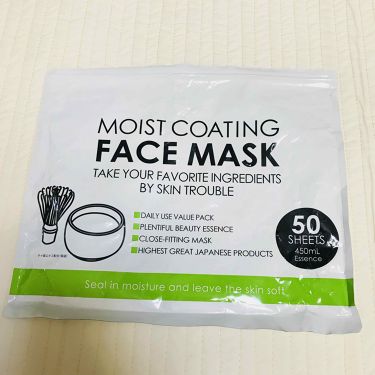 MOIST COATING
FACE MASK
TAKE YOUR FAVORITE INGREDIENTS
BY SKIN TROUBLE
DAILY USE VALUE PACK
PLENTIFUL BEAUTY ESSENCE
CLOSE-FITTING MASK
HIGHEST GREAT JAPANESE PRODUCTS
50
SHEETS
450mL
Essence
Seal in moisture and leave the skin soft